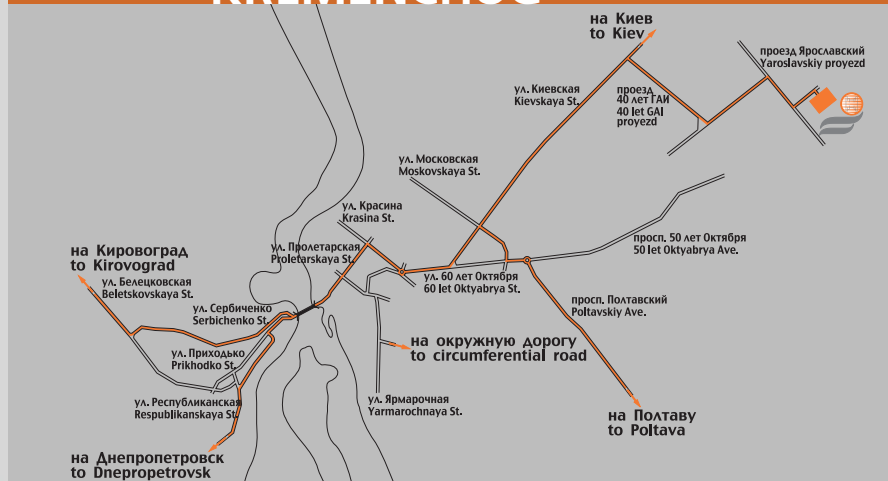 KREMENCHUG
на Киев
to Kiev
проезд Ярославский
Yaroslavskiy proyezd
ул. Киевская
Kievskaya St.
проезд
40 лет ГАИ
40 let GAI
proyezd
ул. Московская
Moskovskaya St.
ул. Красина
Krasina St.
ул. Пролетарская
Proletarskaya St.
просп. 50 лет Октября
50 let Oktyabrya Ave.
на Кировоград
to Kirovograd
ул. Белецковская
Beletskovskaya St.
ул. 60 лет Октября
60 let Oktyabrya St.
ул. Сербиченко
Serbichenko St.
просп. Полтавский
Poltavskiy Ave.
на окружную дорогу
to circumferential road
ул. Приходько
Prikhodko St.
ул. Республиканская
Respublikanskaya St.
ул. Ярмарочная
Yarmarochnaya St.
на Полтаву
to Poltava
на Днепропетровск
to Dnepropetrovsk